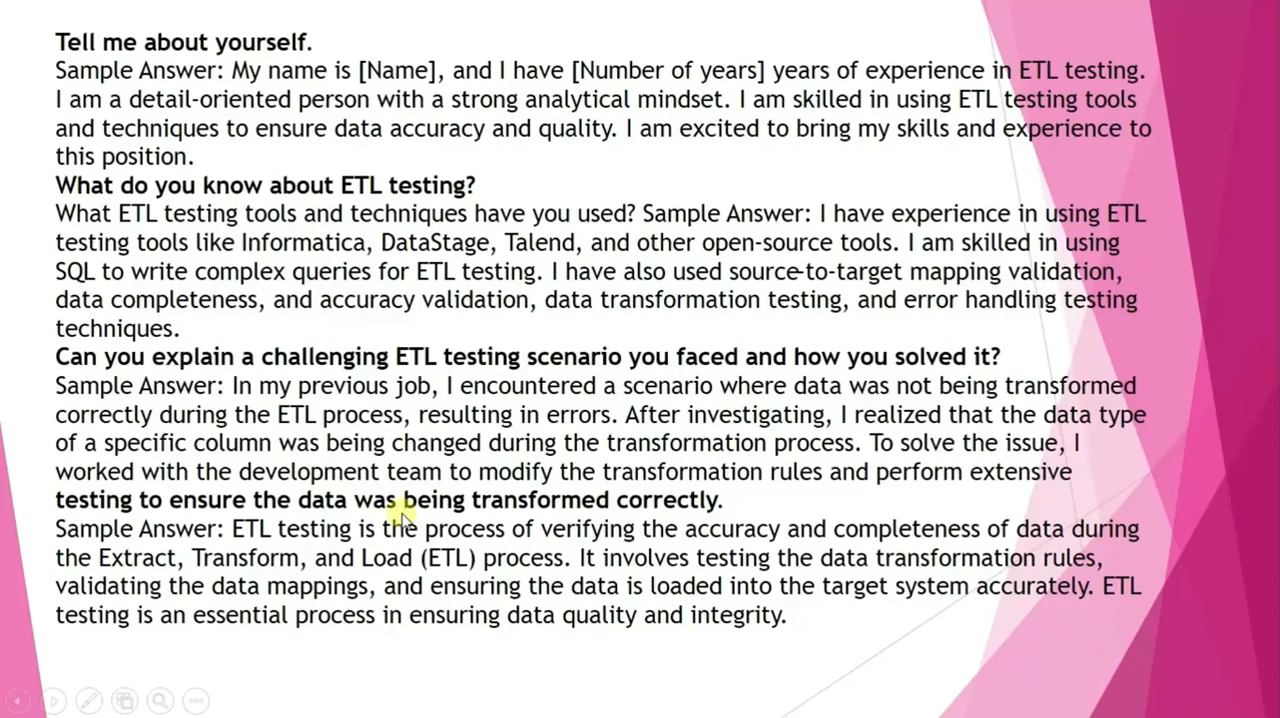 Tell me about yourself.
Sample Answer: My name is [Name], and I have [Number of years] years of experience in ETL testing.
I am a detail-oriented person with a strong analytical mindset. I am skilled in using ETL testing tools
and techniques to ensure data accuracy and quality. I am excited to bring my skills and experience to
this position.
What do you know about ETL testing?
What ETL testing tools and techniques have you used? Sample Answer: I have experience in using ETL
testing tools like Informatica, DataStage, Talend, and other open-source tools. I am skilled in using
SQL to write complex queries for ETL testing. I have also used source-to-target mapping validation,
data completeness, and accuracy validation, data transformation testing, and error handling testing
techniques.
Can you explain a challenging ETL testing scenario you faced and how you solved it?
Sample Answer: In my previous job, I encountered a scenario where data was not being transformed
correctly during the ETL process, resulting in errors. After investigating, I realized that the data type
of a specific column was being changed during the transformation process. To solve the issue, I
worked with the development team to modify the transformation rules and perform extensive
testing to ensure the data was being transformed correctly.
Sample Answer: ETL testing is the process of verifying the accuracy and completeness of data during
the Extract, Transform, and Load (ETL) process. It involves testing the data transformation rules,
validating the data mappings, and ensuring the data is loaded into the target system accurately. ETL
testing is an essential process in ensuring data quality and integrity.